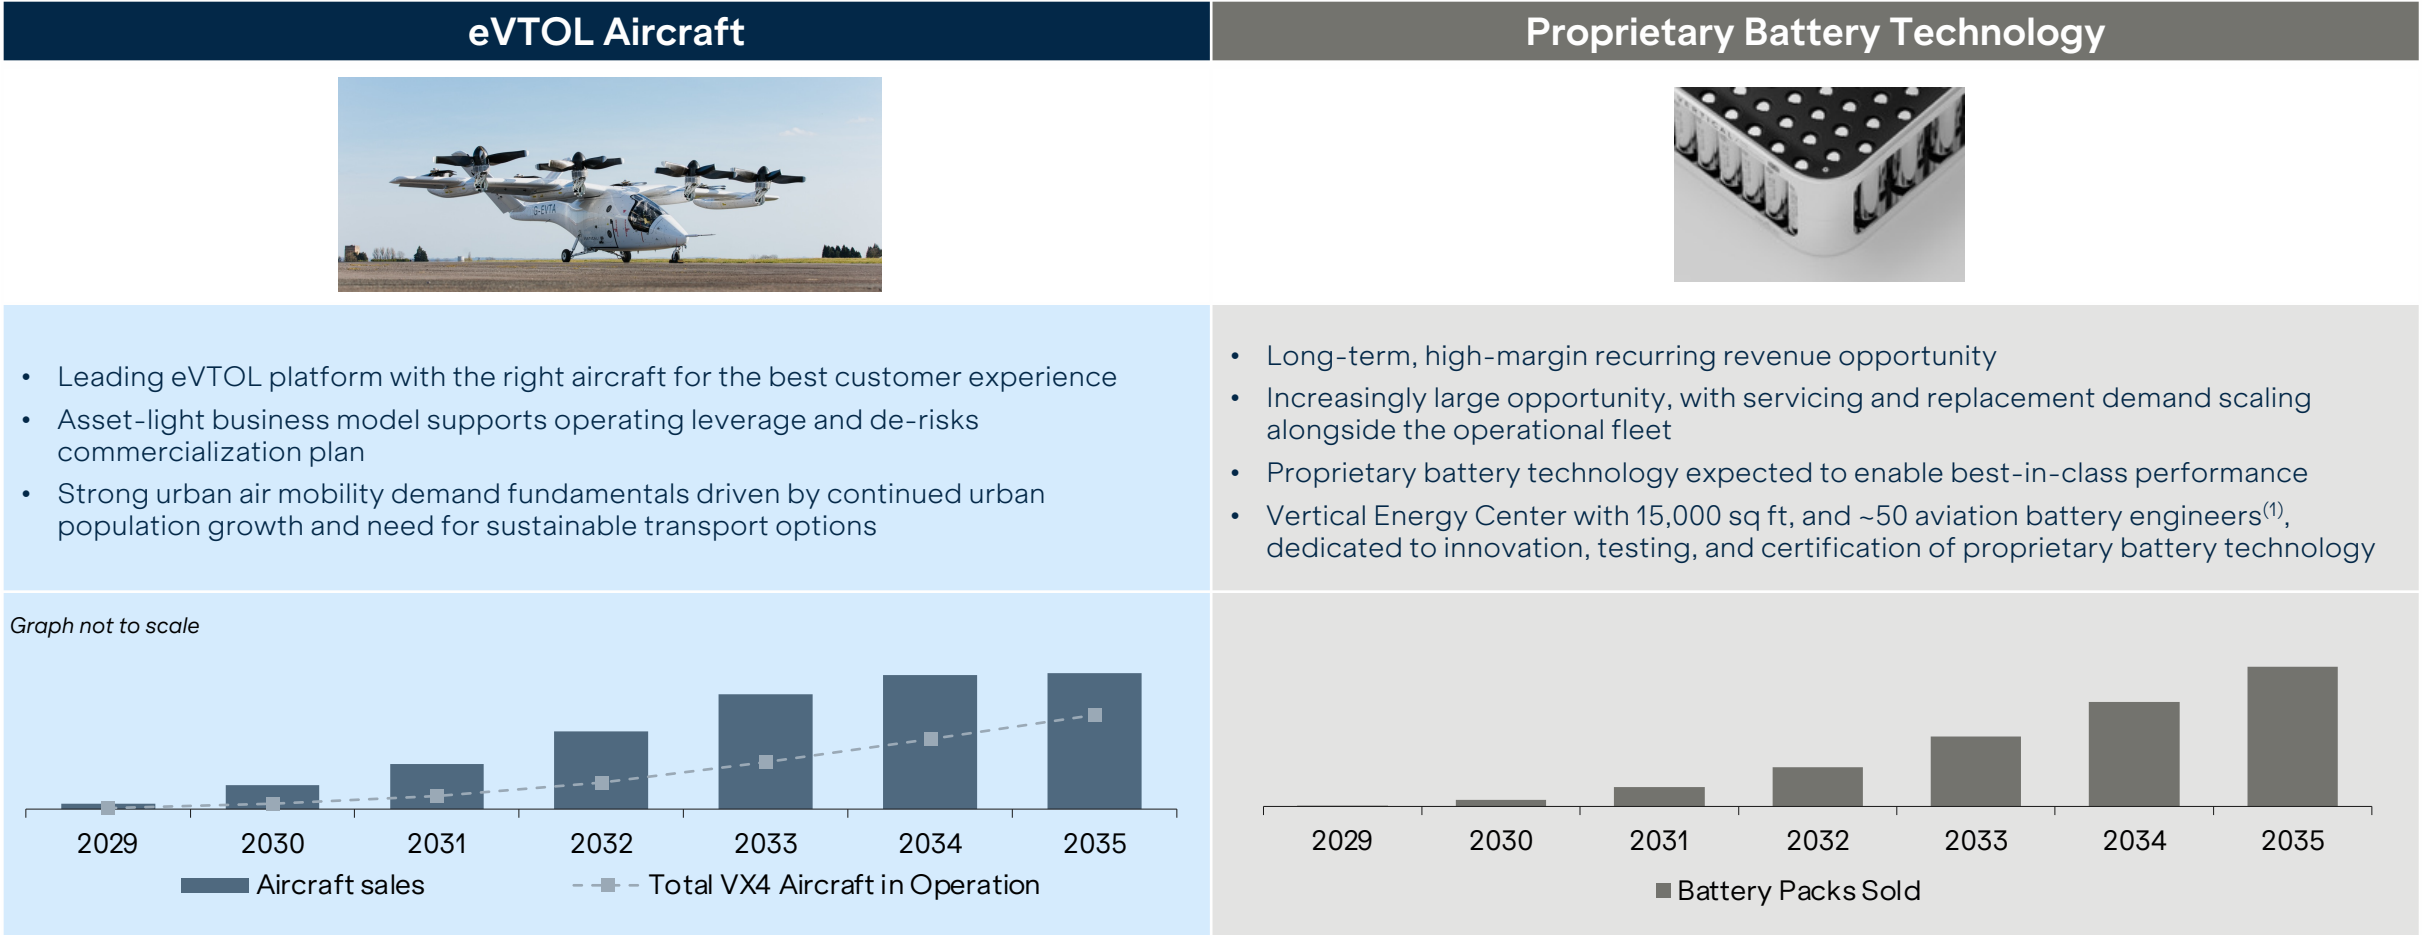 eVTOL Aircraft
Proprietary Battery Technology
G-EVTA
• Leading eVTOL platform with the right aircraft for the best customer experience
• Asset-light business model supports operating leverage and de-risks
commercialization plan
• Strong urban air mobility demand fundamentals driven by continued urban
population growth and need for sustainable transport options
• Long-term, high-margin recurring revenue opportunity
• Increasingly large opportunity, with servicing and replacement demand scaling
alongside the operational fleet
• Proprietary battery technology expected to enable best-in-class performance
• Vertical Energy Center with 15,000 sq ft, and ~50 aviation battery engineers(1),
dedicated to innovation, testing, and certification of proprietary battery technology
Graph not to scale
2029 2030 2031 2032 2033 2034 2035
Aircraft sales Total VX4 Aircraft in Operation
2029 2030 2031 2032 2033 2034 2035
Battery Packs Sold